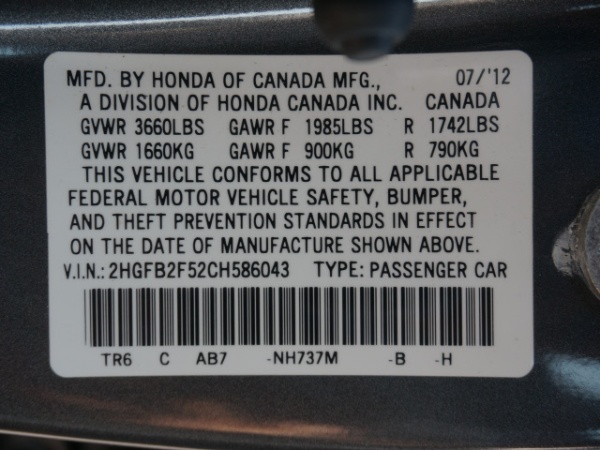 MFD. BY HONDA OF CANADA MFG., 07/'12
A DIVISION OF HONDA CANADA INC. CANADA
GVWR 3660LBS GAWR F 1985LBS R 1742LBS
GVWR 1660KG GAWR F 900KG R 790KG
THIS VEHICLE CONFORMS TO ALL APPLICABLE
FEDERAL MOTOR VEHICLE SAFETY, BUMPER,
AND THEFT PREVENTION STANDARDS IN EFFECT
ON THE DATE OF MANUFACTURE SHOWN ABOVE.
V.I.N.: 2HGFB2F52CH586043 TYPE: PASSENGER CAR
TR6 C AB7 -NH737M -B -H